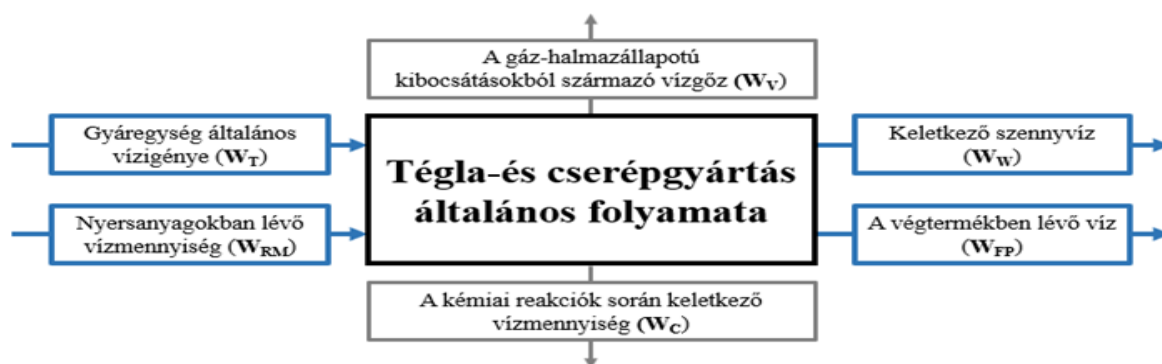 A gáz-halmazállapotú
kibocsátásokból származó vízgőz (Wv)
Gyáregység általános
vízigénye (WT)
Tégla-és cserépgyártás
általános folyamata
Keletkező szennyvíz
(WW)
Nyersanyagokban lévő
vízmennyiség (WRM)
A végtermékben lévő víz
(WFP)
A kémiai reakciók során keletkező
vízmennyiség (WC)